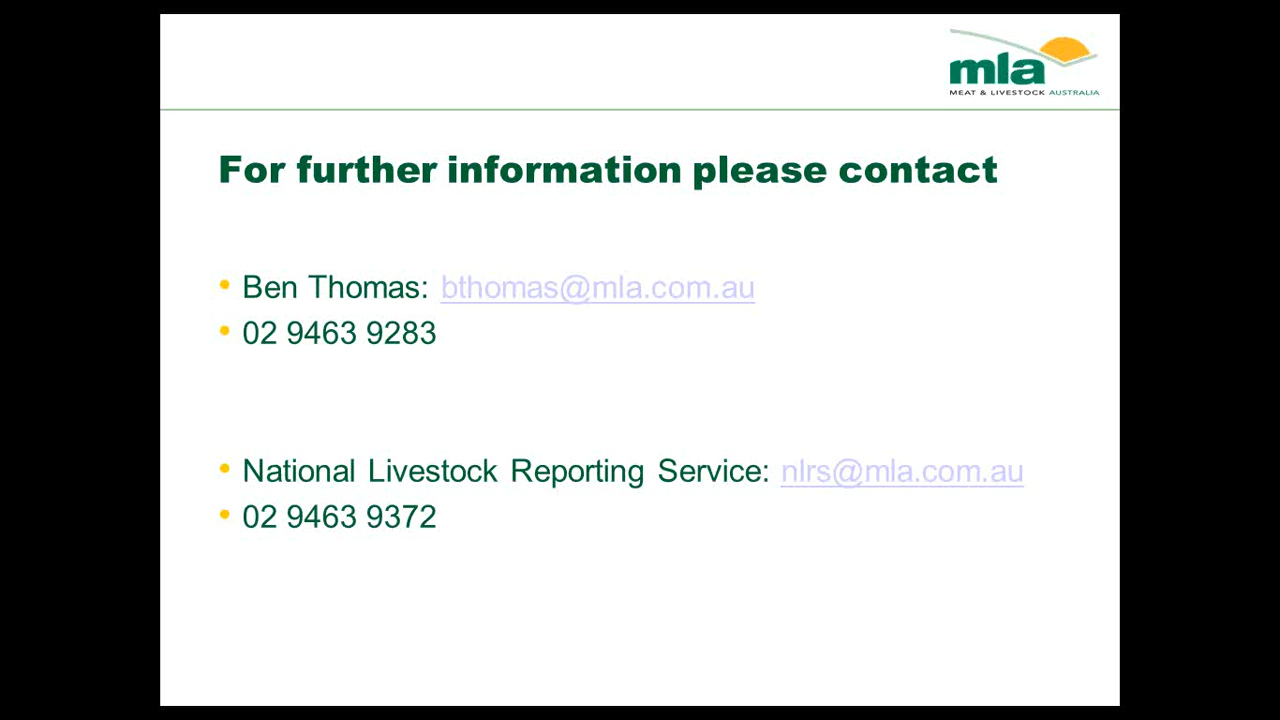 mla
MEAT & LIVESTOCK AUSTRALIA
For further information please contact
• Ben Thomas: bthomas@mla.com.au
• 02 9463 9283
• National Livestock Reporting Service: nlrs@mla.com.au
• 02 9463 9372